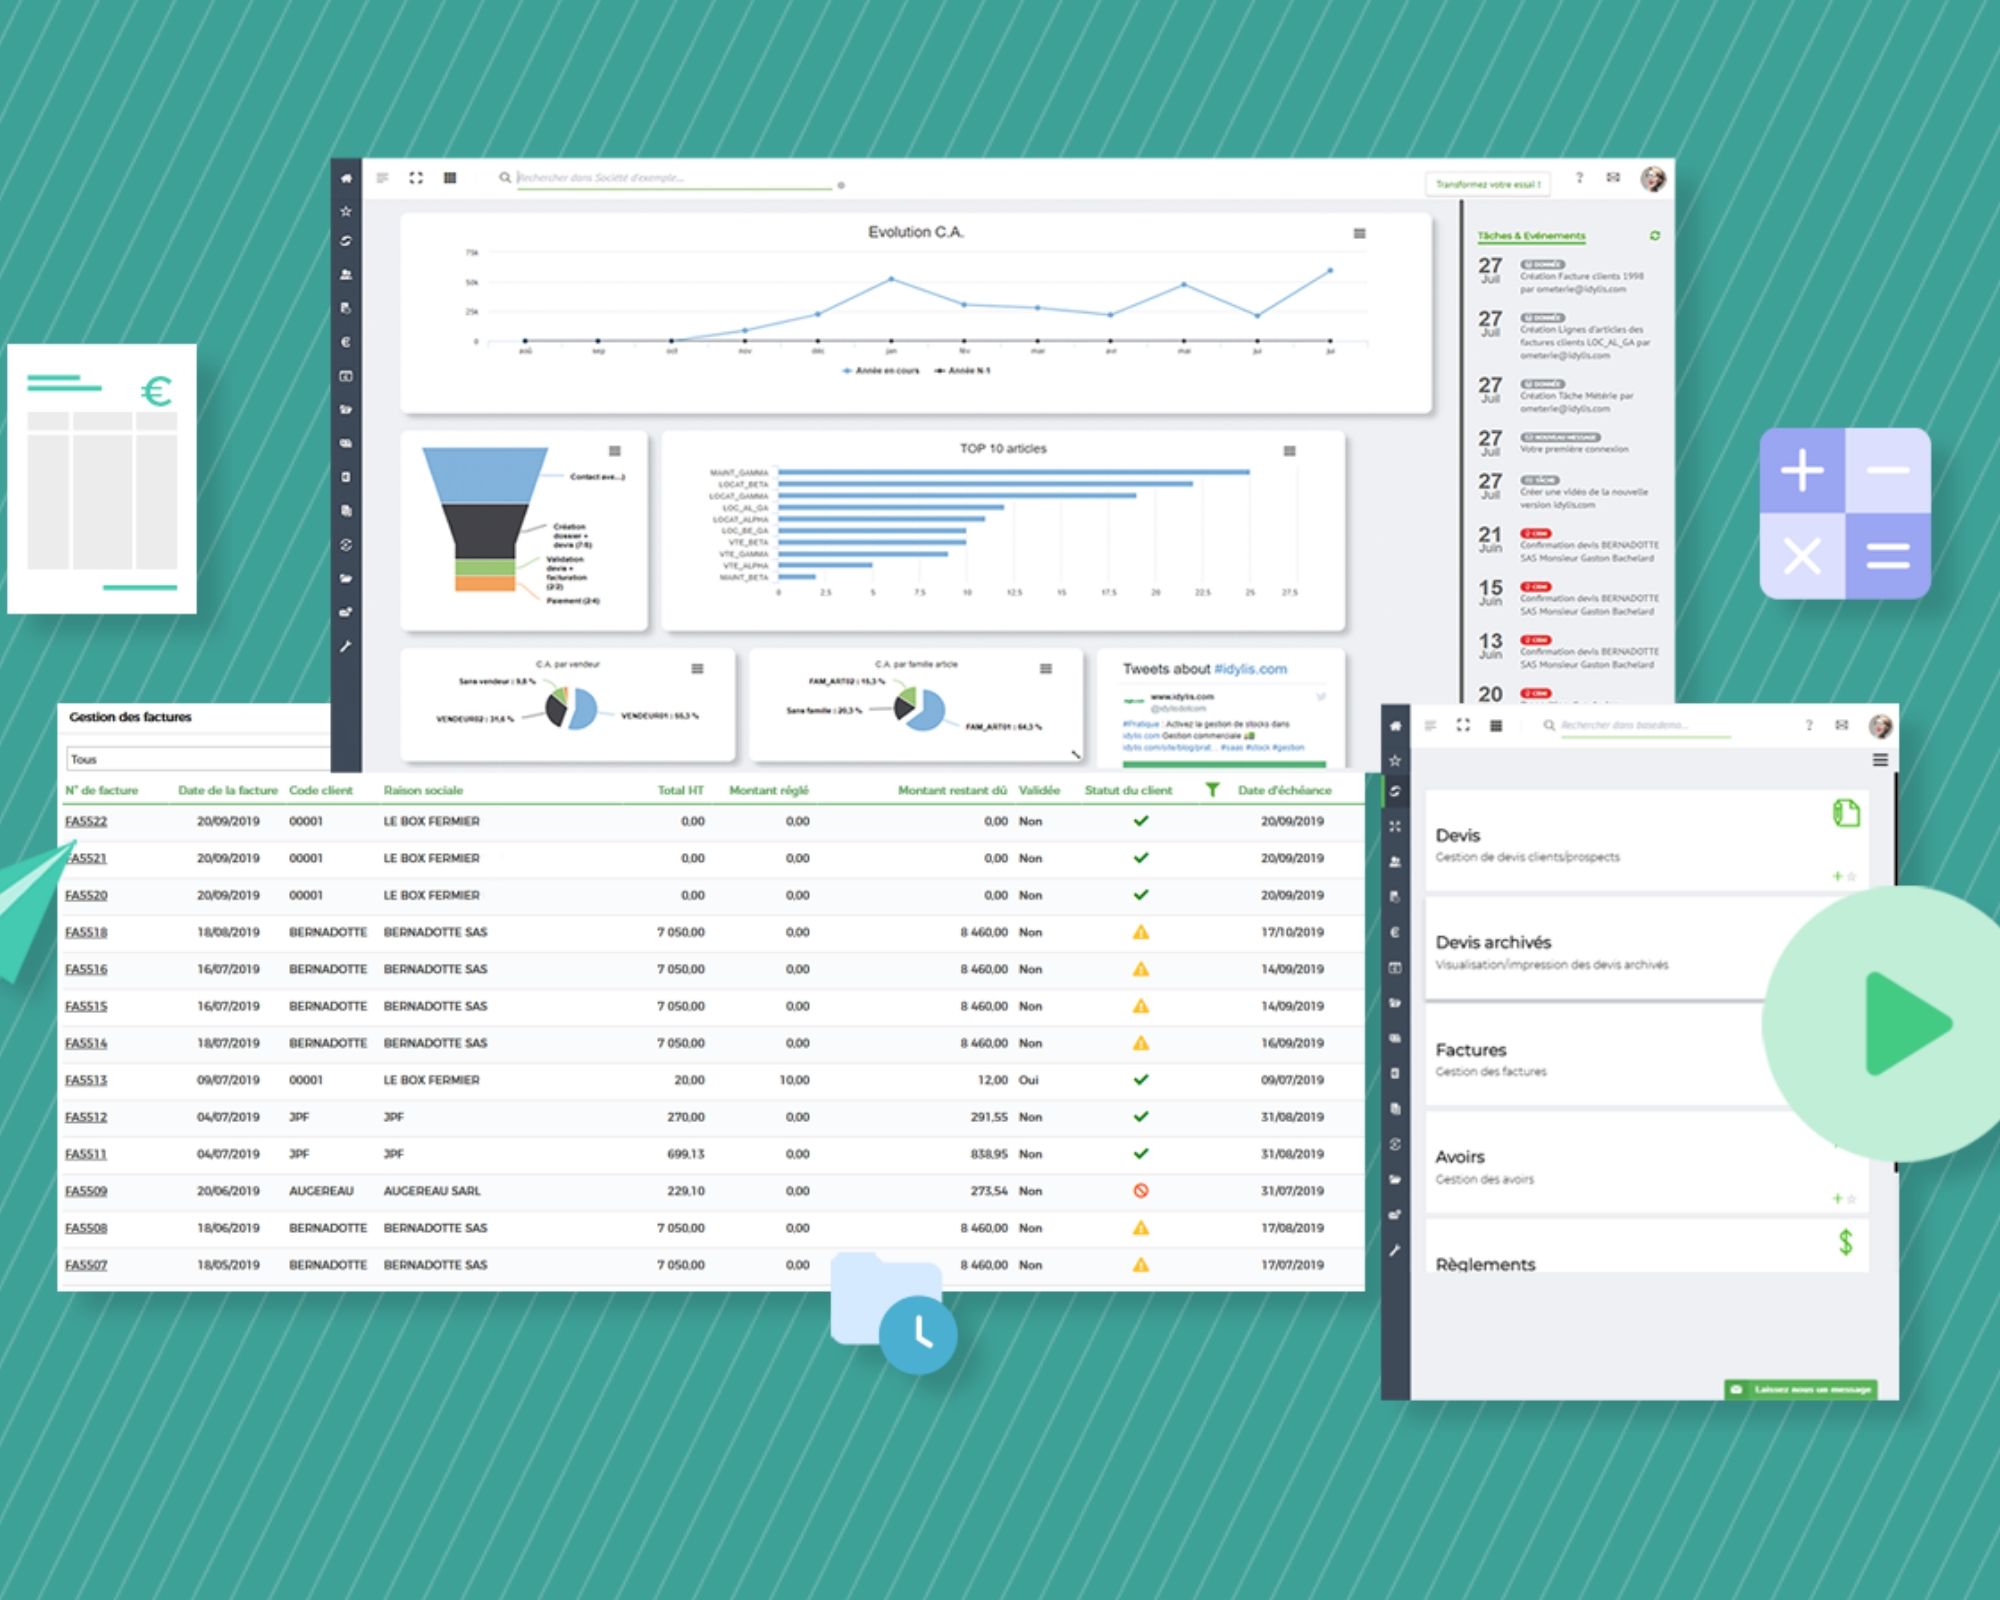 Rechercher dans Société d'exemple...
Transformez votre essai !
?
Evolution C.A.
75k
50k
25k
0
aoû sep oct nov déc jan fév mar avr mai jui jui
Année en cours Année N-1
Tâches & Evénements
27 Juil DONNÉE
Création Facture clients 1998
par ometerie@idylis.com
27 Juil DONNÉE
Création Lignes d'articles des
factures clients LOC_AL_GA par
ometerie@idylis.com
27 Juil DONNÉE
Création Tâche Métérie par
ometerie@idylis.com
27 Juil NOUVEAU MESSAGE
Votre première connexion
27 Juil TÂCHE
Créer une vidéo de la nouvelle
version idylis.com
21 Juin CRM
Confirmation devis BERNADOTTE
SAS Monsieur Gaston Bachelard
15 Juin CRM
Confirmation devis BERNADOTTE
SAS Monsieur Gaston Bachelard
13 Juin CRM
Confirmation devis BERNADOTTE
SAS Monsieur Gaston Bachelard
20 CRM
Contact ave...)
Création
dossier +
devis (7.5)
Validation
devis +
facturation
(2.2)
Paiement (2.4)
TOP 10 articles
MAINT_GAMMA
LOCAT_BETA
LOCAT_GAMMA
LOC_AL_GA
LOCAT_ALPHA
LOC_BE_GA
VTE_BETA
VTE_GAMMA
VTE_ALPHA
MAINT_BETA
0 2.5 5 7.5 10 12.5 15 17.5 20 22.5 25 27.5
C.A. par vendeur
Sans vendeur : 9,8 %
VENDEUR02 : 31,6 %
VENDEUR01 : 55,3 %
C.A. par famille article
FAM_ART02 : 15,3 %
Sans famille : 20,3 %
FAM_ART01 : 64,3 %
Tweets about #idylis.com
www.idylis.com
@idylisdotcom
#Pratique : Activez la gestion de stocks dans
idylis.com Gestion commerciale
idylis.com/site/blog/prat... #saas #stock #gestion
Gestion des factures
Tous
N° de facture Date de la facture Code client Raison sociale Total HT Montant réglé Montant restant dû Validée Statut du client Date d'échéance
FA5522 20/09/2019 00001 LE BOX FERMIER 0,00 0,00 0,00 Non 20/09/2019
FA5521 20/09/2019 00001 LE BOX FERMIER 0,00 0,00 0,00 Non 20/09/2019
FA5520 20/09/2019 00001 LE BOX FERMIER 0,00 0,00 0,00 Non 20/09/2019
FA5518 18/08/2019 BERNADOTTE BERNADOTTE SAS 7 050,00 0,00 8 460,00 Non 17/10/2019
FA5516 16/07/2019 BERNADOTTE BERNADOTTE SAS 7 050,00 0,00 8 460,00 Non 14/09/2019
FA5515 16/07/2019 BERNADOTTE BERNADOTTE SAS 7 050,00 0,00 8 460,00 Non 14/09/2019
FA5514 18/07/2019 BERNADOTTE BERNADOTTE SAS 7 050,00 0,00 8 460,00 Non 16/09/2019
FA5513 09/07/2019 00001 LE BOX FERMIER 20,00 10,00 12,00 Oui 09/07/2019
FA5512 04/07/2019 JPF JPF 270,00 0,00 291,55 Non 31/08/2019
FA5511 04/07/2019 JPF JPF 699,13 0,00 838,95 Non 31/08/2019
FA5509 20/06/2019 AUGEREAU AUGEREAU SARL 229,10 0,00 273,54 Non 31/07/2019
FA5508 18/06/2019 BERNADOTTE BERNADOTTE SAS 7 050,00 0,00 8 460,00 Non 17/08/2019
FA5507 18/05/2019 BERNADOTTE BERNADOTTE SAS 7 050,00 0,00 8 460,00 Non 17/07/2019
Rechercher dans basedemo...
?
Devis
Gestion de devis clients/prospects
Devis archivés
Visualisation/impression des devis archivés
Factures
Gestion des factures
Avoirs
Gestion des avoirs
Règlements
Laissez nous un message